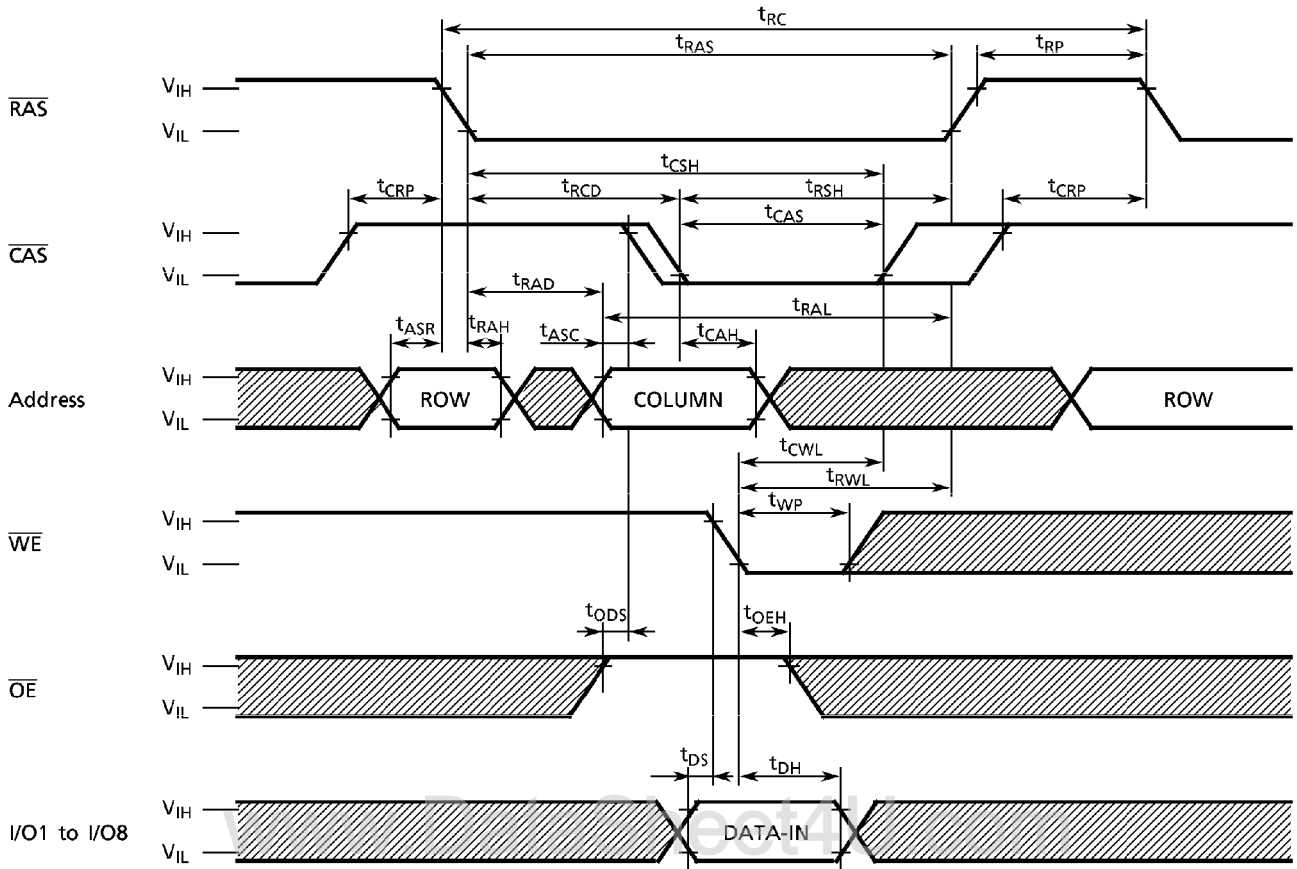 tRC
tRAS
tRP
RAS
VIH
VIL
tCSH
tCRP
tRCD
tRSH
tCRP
tCAS
CAS
VIH
VIL
tRAD
tRAL
tASR
tRAH
tASC
tCAH
Address
VIH
VIL
ROW
COLUMN
ROW
tCWL
tRWL
tWP
WE
VIH
VIL
tODS
tOEH
OE
VIH
VIL
tDS
tDH
I/O1 to I/O8
VIH
VIL
DATA-IN
www.DataSheet4U.com